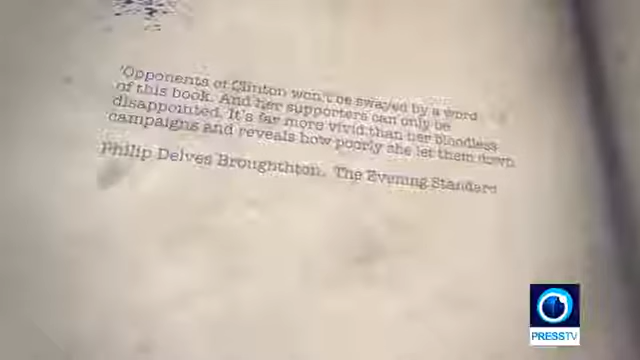 'Opponents of Clinton won't be swayed by a word
of this book. And her supporters can only be
disappointed. It's far more vivid than her bloodless
campaigns and reveals how poorly she let them down
Philip Delves Broughthton. The Evening Standard
PRESSTV